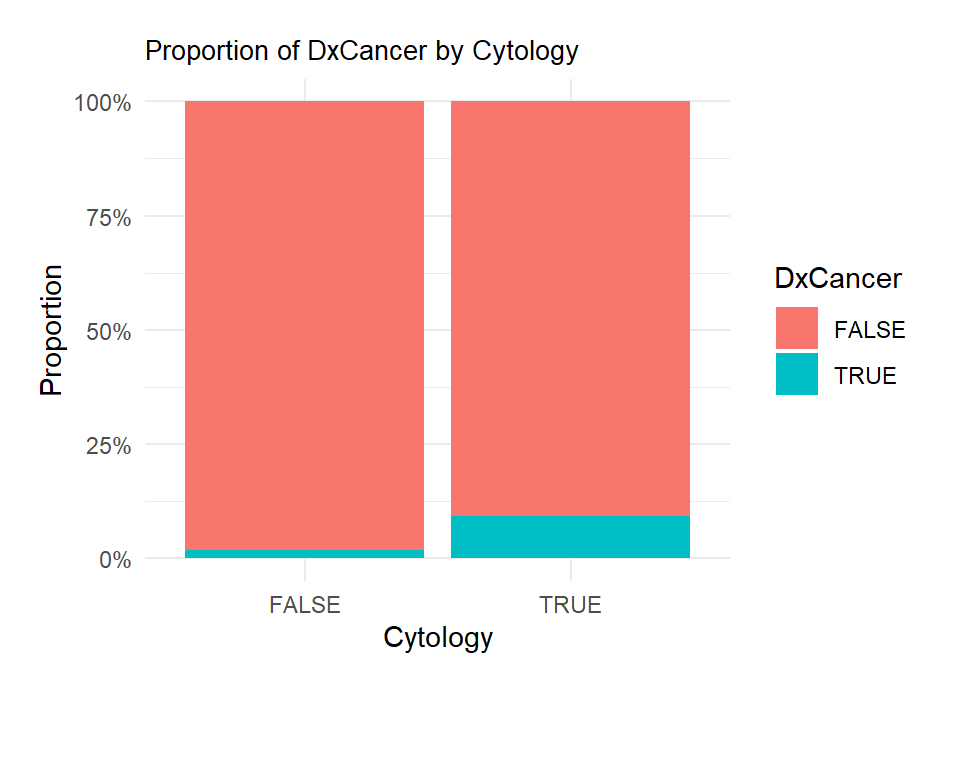 Proportion of DxCancer by Cytology
100%
75%
50%
25%
0%
Proportion
FALSE
TRUE
Cytology
DxCancer
FALSE
TRUE